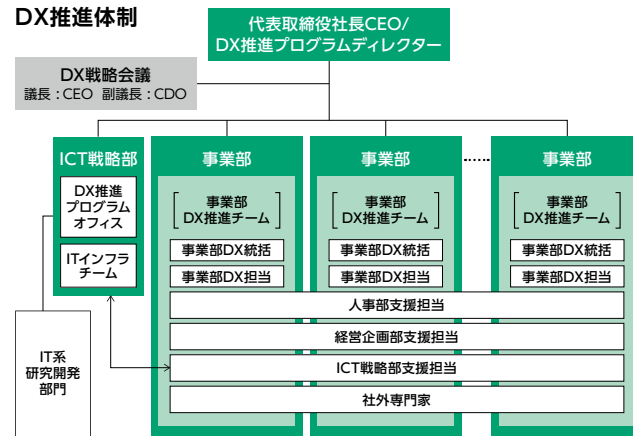 DX推進体制
代表取締役社長CEO/
DX推進プログラムディレクター
DX戦略会議
議長：CEO 副議長：CDO
ICT戦略部
DX推進
プログラム
オフィス
ITインフラ
チーム
IT系
研究開発
部門
事業部
事業部
DX推進チーム
事業部DX統括
事業部DX担当
事業部
事業部
DX推進チーム
事業部DX統括
事業部DX担当
事業部
事業部
DX推進チーム
事業部DX統括
事業部DX担当
人事部支援担当
経営企画部支援担当
ICT戦略部支援担当
社外専門家